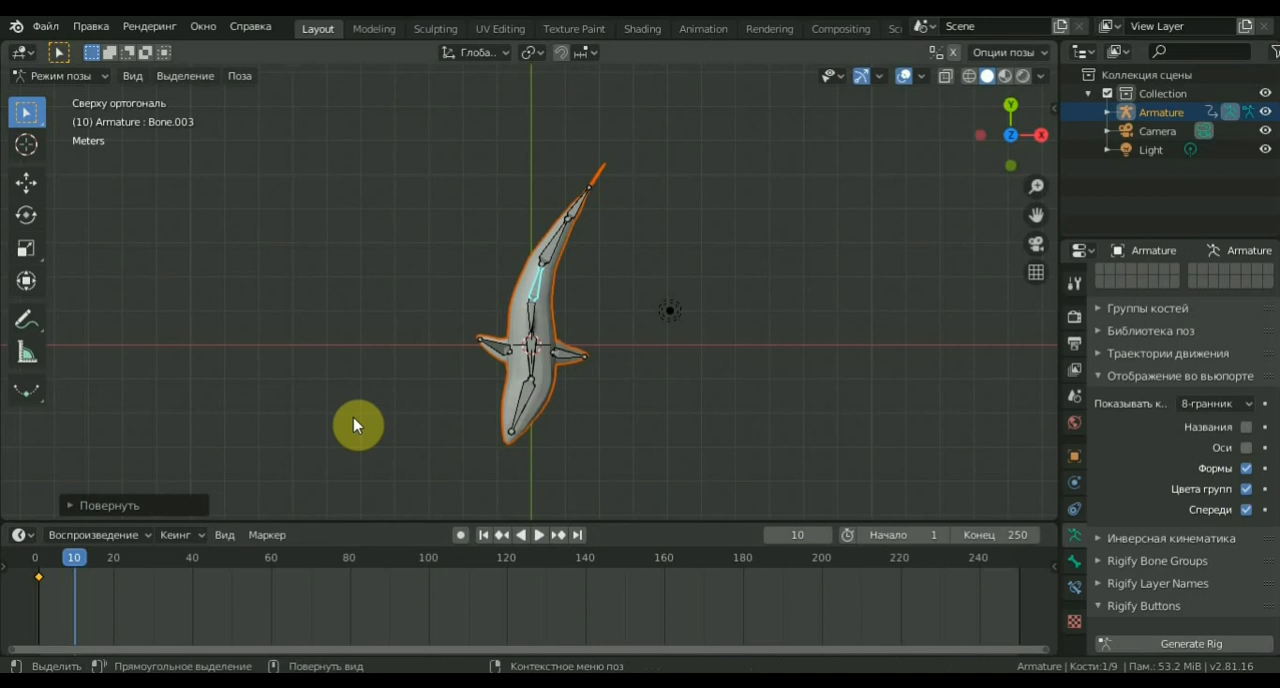 Файл Правка Рендеринг Окно Справка Layout Modeling Sculpting UV Editing Texture Paint Shading Animation Rendering Compositing Sc Scene View Layer
Глоба.. X Опции позы
Режим позы Вид Выделение Поза
Коллекция сцены
Collection
Armature
Camera
Light
Сверху ортогональ
(10) Armature : Bone.003
Meters
Y
Z
X
Armature Armature
Группы костей
Библиотека поз
Траектории движения
Отображение во вьюпорте
Показывать к.. 8-гранник
Названия
Оси
Формы
Цвета групп
Спереди
Инверсная кинематика
Rigify Bone Groups
Rigify Layer Names
Rigify Buttons
Generate Rig
Повернуть
Воспроизведение Кеинг Вид Маркер 10 Начало 1 Конец 250
0 10 20 40 60 80 100 120 140 160 180 200 220 240
Выделить Прямоугольное выделение Повернуть вид Контекстное меню поз Armature | Кости:1/9 | Пам.: 53.2 MiB | v2.81.16